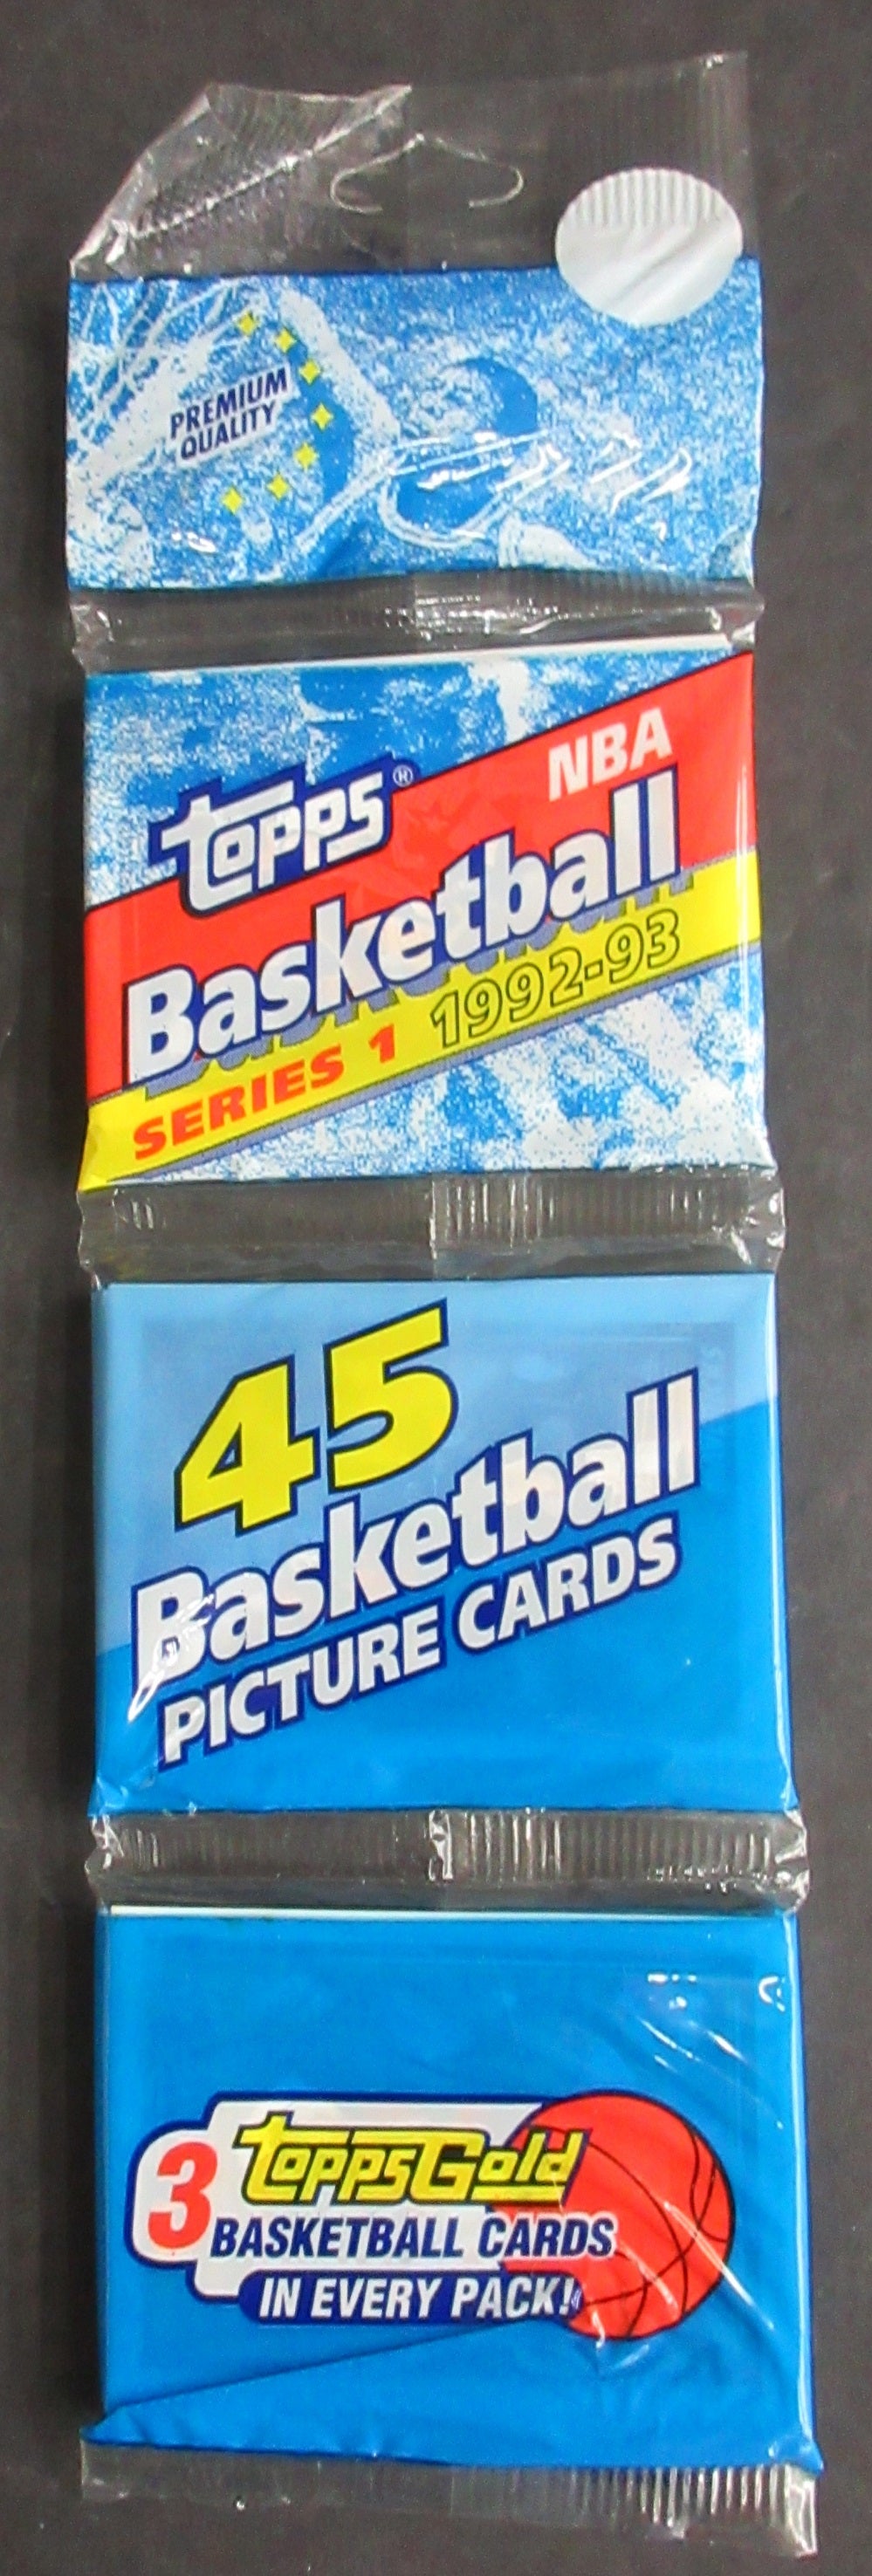 PREMIUM
QUALITY
Topps®
NBA
Basketball
SERIES 1 1992-93
45
Basketball
PICTURE CARDS
3 ToppsGold
BASKETBALL CARDS
IN EVERY PACK!